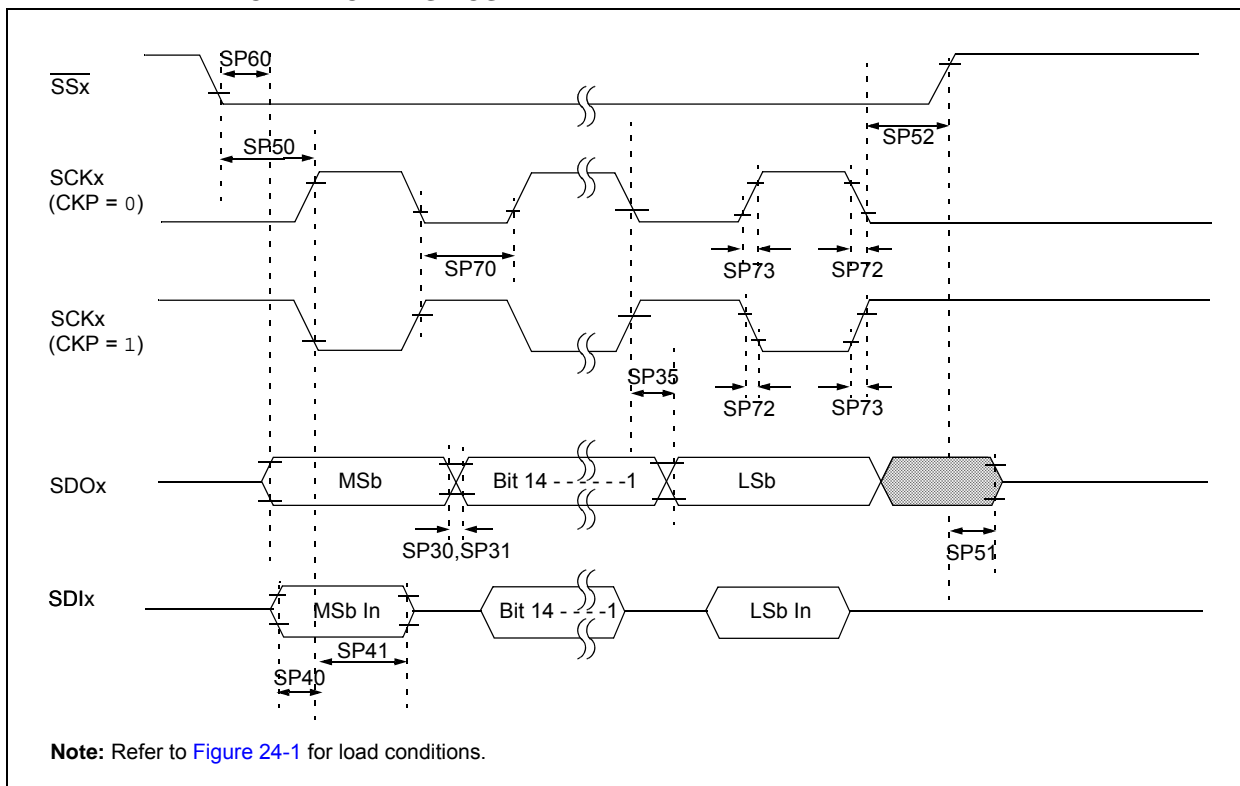 SP60
SSx
SP50
SP52
SCKx
(CKP = 0)
SP70
SP73
SP72
SCKx
(CKP = 1)
SP35
SP72
SP73
SDOx
MSb
Bit 14 - - - - - -1
LSb
SP30,SP31
SP51
SDIx
MSb In
Bit 14 - - - -1
LSb In
SP41
SP40
Note: Refer to Figure 24-1 for load conditions.